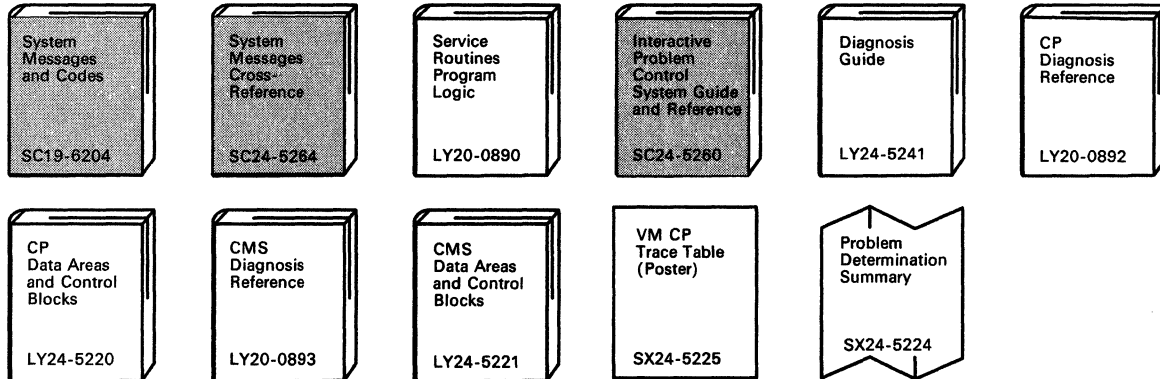 System
Messages
and Codes
SC19-6204
System
Messages
Cross-
Reference
SC24-5264
Service
Routines
Program
Logic
LY20-0890
Interactive
Problem
Control
System Guide
and Reference
SC24-5260
Diagnosis
Guide
LY24-5241
CP
Diagnosis
Reference
LY20-0892
CP
Data Areas
and Control
Blocks
LY24-5220
CMS
Diagnosis
Reference
LY20-0893
CMS
Data Areas
and Control
Blocks
LY24-5221
VM CP
Trace Table
(Poster)
SX24-5225
Problem
Determination
Summary
SX24-5224